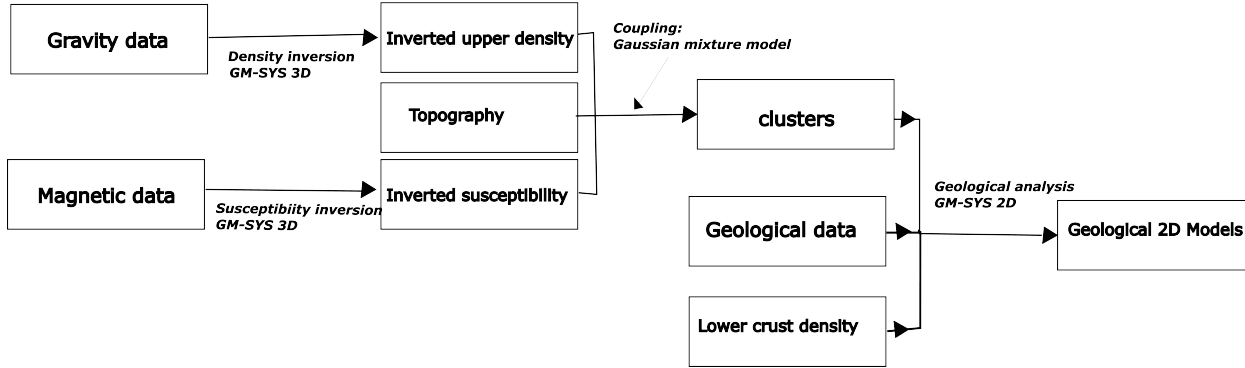 Gravity data
Density inversion
GM-SYS 3D
Inverted upper density
Coupling:
Gaussian mixture model
Topography
clusters
Magnetic data
Susceptibiity inversion
GM-SYS 3D
Inverted susceptibility
Geological data
Geological analysis
GM-SYS 2D
Geological 2D Models
Lower crust density